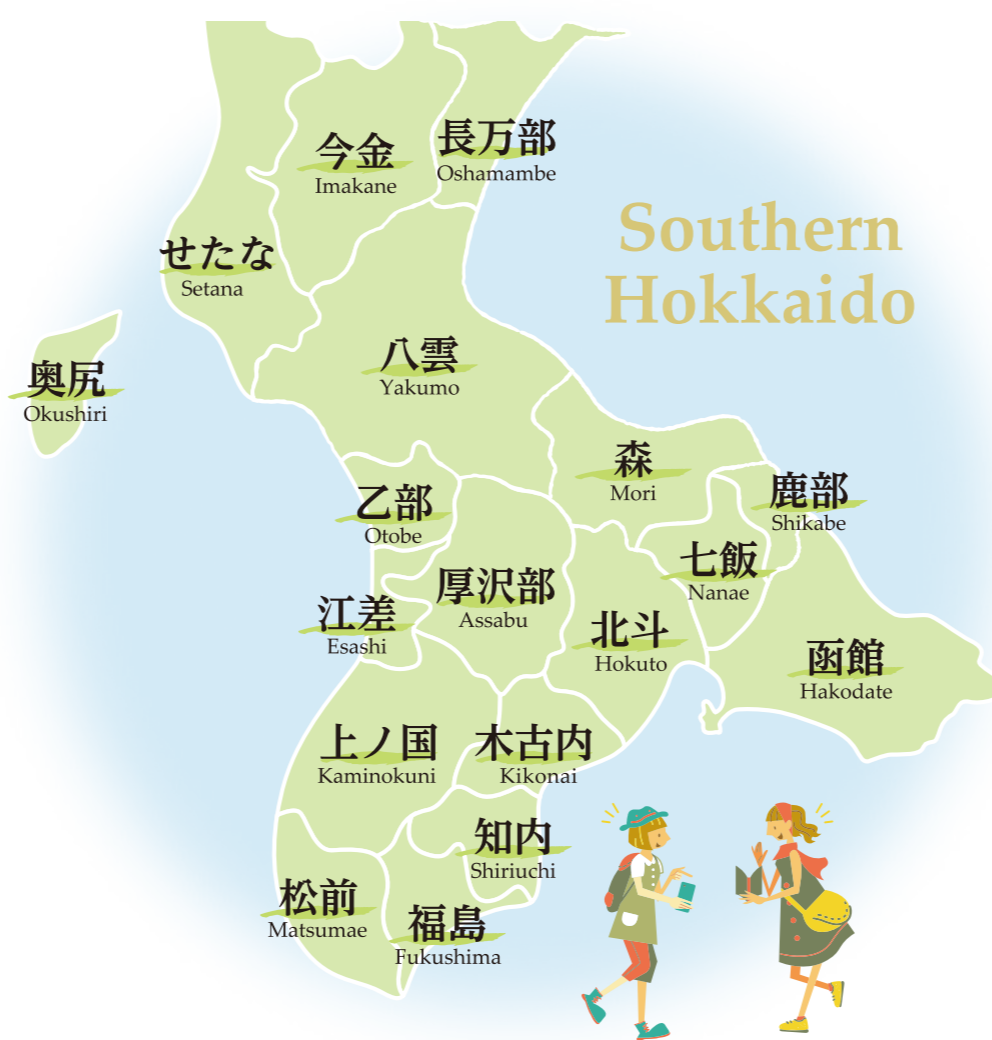 今金
Imakane
長万部
Oshamambe
Southern
Hokkaido
せたな
Setana
八雲
Yakumo
奥尻
Okushiri
森
Mori
鹿部
Shikabe
乙部
Otobe
七飯
Nanae
厚沢部
Assabu
江差
Esashi
北斗
Hokuto
函館
Hakodate
上ノ国
Kaminokuni
木古内
Kikonai
知内
Shiriuchi
松前
Matsumae
福島
Fukushima